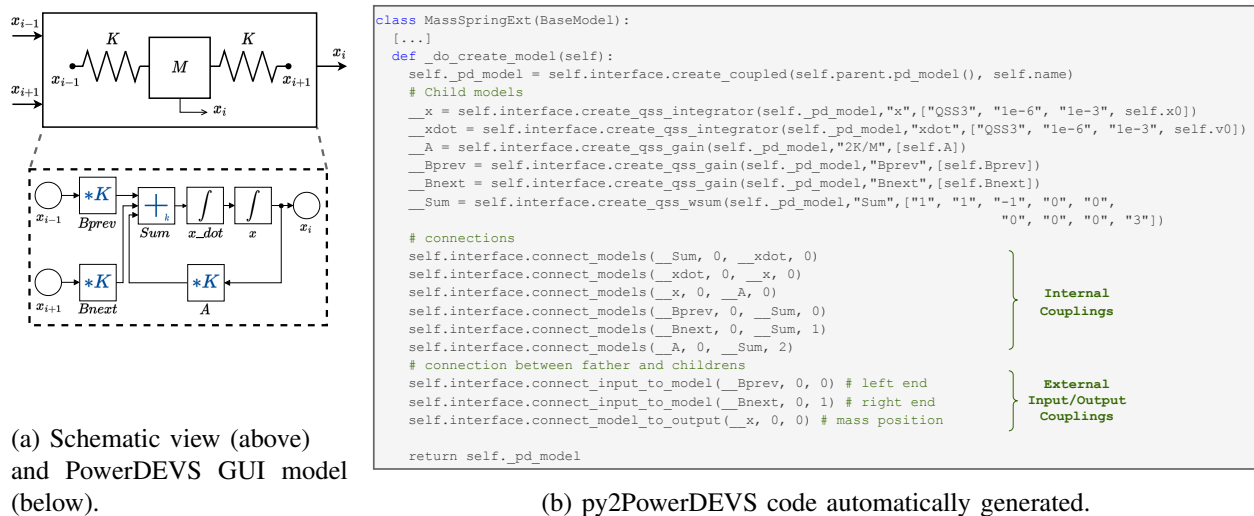 x_{i-1}
K
K
x_i
M
x_{i-1}
x_{i+1}
x_{i+1}
x_i
*K
+_k
∫
∫
x_{i-1}
Bprev
Sum
x_dot
x
x_i
*K
*K
x_{i+1}
Bnext
A
(a) Schematic view (above)
and PowerDEVS GUI model
(below).
class MassSpringExt(BaseModel):
  [...]
  def _do_create_model(self):
    self._pd_model = self.interface.create_coupled(self.parent.pd_model(), self.name)
    # Child models
    __x = self.interface.create_qss_integrator(self._pd_model,"x",["QSS3", "1e-6", "1e-3", self.x0])
    __xdot = self.interface.create_qss_integrator(self._pd_model,"xdot",["QSS3", "1e-6", "1e-3", self.v0])
    __A = self.interface.create_qss_gain(self._pd_model,"2K/M",[self.A])
    __Bprev = self.interface.create_qss_gain(self._pd_model,"Bprev",[self.Bprev])
    __Bnext = self.interface.create_qss_gain(self._pd_model,"Bnext",[self.Bnext])
    __Sum = self.interface.create_qss_wsum(self._pd_model,"Sum",["1", "1", "-1", "0", "0",
"0", "0", "0", "3"])
    # connections
    self.interface.connect_models(__Sum, 0, __xdot, 0)
    self.interface.connect_models(__xdot, 0, __x, 0)
    self.interface.connect_models(__x, 0, __A, 0)
    self.interface.connect_models(__Bprev, 0, __Sum, 0)
    self.interface.connect_models(__Bnext, 0, __Sum, 1)
    self.interface.connect_models(__A, 0, __Sum, 2)
Internal
Couplings
    # connection between father and childrens
    self.interface.connect_input_to_model(__Bprev, 0, 0) # left end
    self.interface.connect_input_to_model(__Bnext, 0, 1) # right end
    self.interface.connect_model_to_output(__x, 0, 0) # mass position
External
Input/Output
Couplings
    return self._pd_model
(b) py2PowerDEVS code automatically generated.